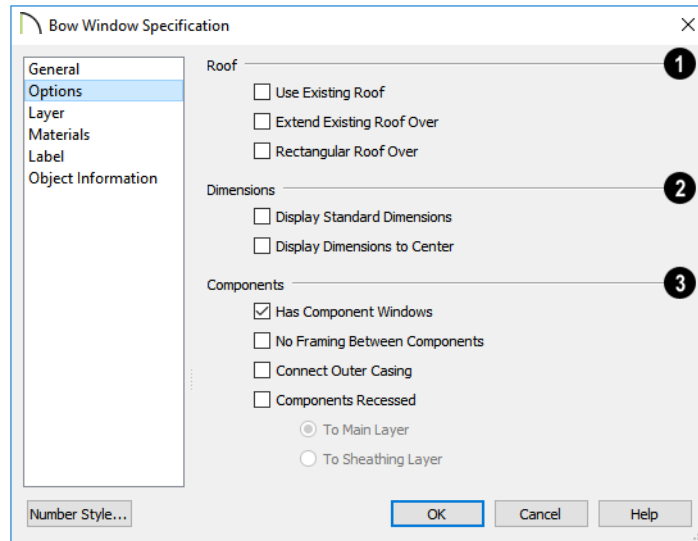 Bow Window Specification
General
Options
Layer
Materials
Label
Object Information
Roof
1
Use Existing Roof
Extend Existing Roof Over
Rectangular Roof Over
Dimensions
2
Display Standard Dimensions
Display Dimensions to Center
Components
3
Has Component Windows
No Framing Between Components
Connect Outer Casing
Components Recessed
To Main Layer
To Sheathing Layer
Number Style...
OK
Cancel
Help